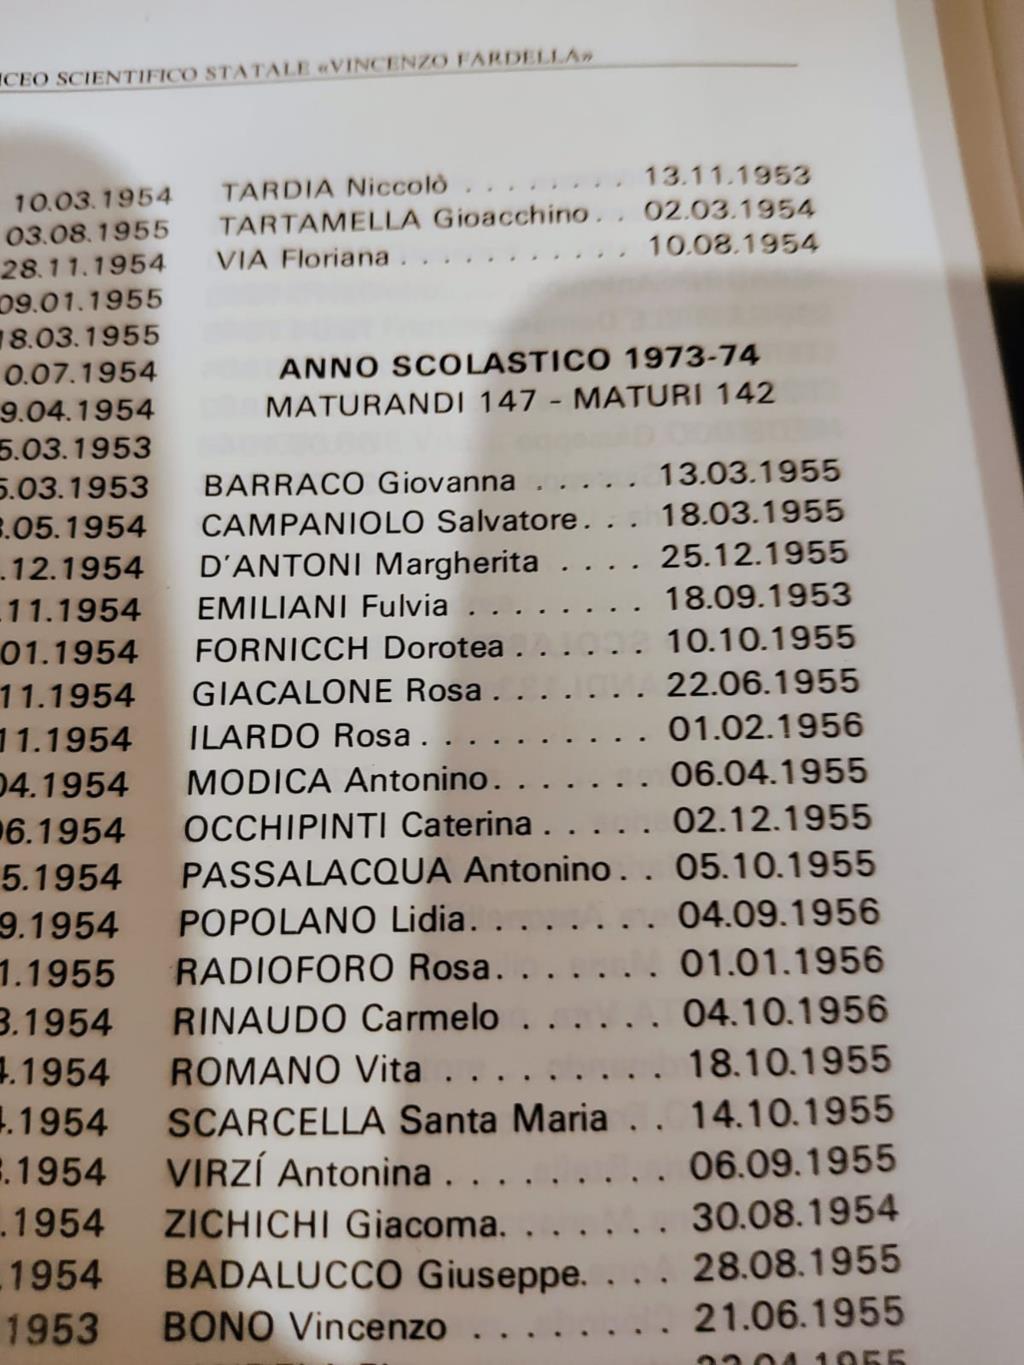 SCIENTIFICO STATALE «VINCENZO FARDELLA»
10.03.1954
03.08.1955
28.11.1954
09.01.1955
18.03.1955
0.07.1954
9.04.1954
5.03.1953
5.03.1953
.05.1954
.12.1954
.11.1954
01.1954
11.1954
11.1954
04.1954
06.1954
5.1954
9.1954
1.1955
3.1954
4.1954
4.1954
3.1954
.1954
.1954
1953
TARDIA Niccolò . . . . . . . . 13.11.1953
TARTAMELLA Gioacchino . . 02.03.1954
VIA Floriana . . . . . . . . . . . 10.08.1954
ANNO SCOLASTICO 1973-74
MATURANDI 147 - MATURI 142
BARRACO Giovanna . . . . . 13.03.1955
CAMPANIOLO Salvatore . . . 18.03.1955
D'ANTONI Margherita . . . . 25.12.1955
EMILIANI Fulvia . . . . . . . . 18.09.1953
FORNICCH Dorotea . . . . . . 10.10.1955
GIACALONE Rosa . . . . . . . 22.06.1955
ILARDO Rosa . . . . . . . . . . 01.02.1956
MODICA Antonino. . . . . . . 06.04.1955
OCCHIPINTI Caterina . . . . . 02.12.1955
PASSALACQUA Antonino . . 05.10.1955
POPOLANO Lidia. . . . . . . . 04.09.1956
RADIOFORO Rosa. . . . . . . 01.01.1956
RINAUDO Carmelo . . . . . . 04.10.1956
ROMANO Vita . . . . . . . . . 18.10.1955
SCARCELLA Santa Maria . . 14.10.1955
VIRZÍ Antonina . . . . . . . . . 06.09.1955
ZICHICHI Giacoma. . . . . . . 30.08.1954
BADALUCCO Giuseppe. . . . 28.08.1955
BONO Vincenzo . . . . . . . . 21.06.1955